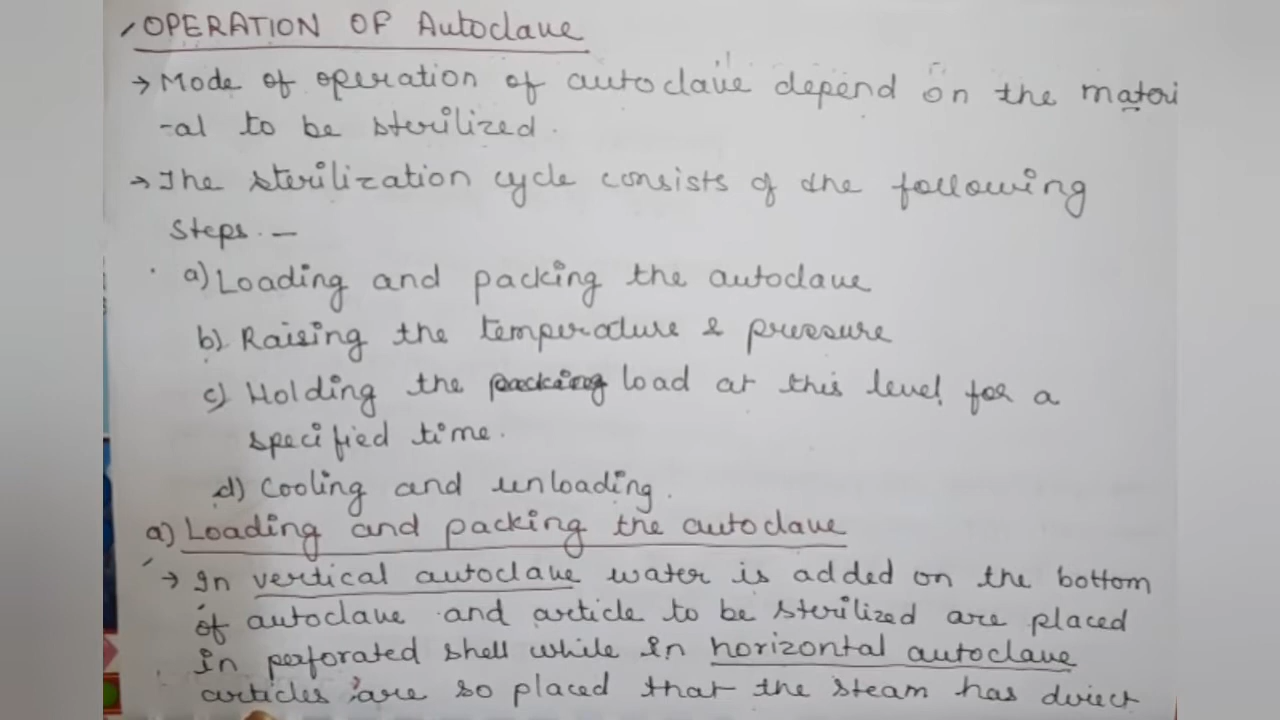 OPERATION OF Autoclave
→ Mode of operation of autoclave depend on the materi
-al to be sterilized.
→ The sterilization cycle consists of the following
steps. —
a) Loading and packing the autoclave
b) Raising the temperature & pressure
c) Holding the packing load at this level for a
specified time.
d) Cooling and unloading.
a) Loading and packing the autoclave
→ In vertical autoclave water is added on the bottom
of autoclave and article to be sterilized are placed
in perforated shell while in horizontal autoclave
articles are so placed that the steam has direct